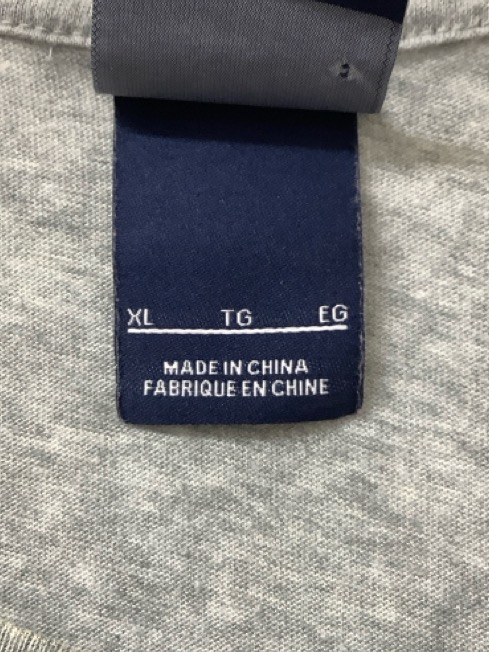 XL TG EG
MADE IN CHINA
FABRIQUE EN CHINE